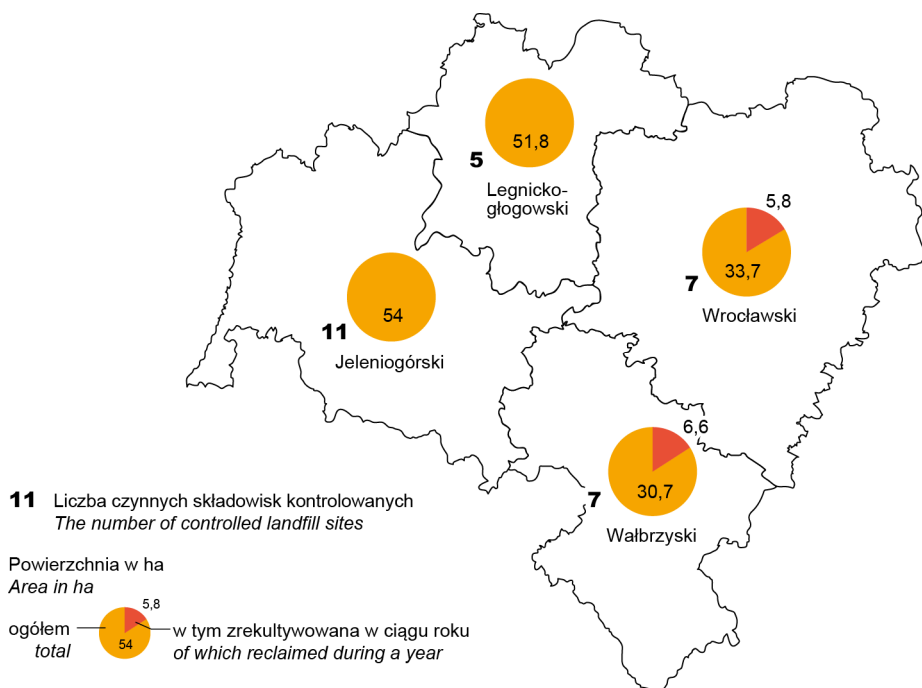 51,8
5
Legnicko-
głogowski
5,8
33,7
7
Wrocławski
54
11
Jeleniogórski
6,6
30,7
7
Wałbrzyski
11 Liczba czynnych składowisk kontrolowanych
The number of controlled landfill sites
Powierzchnia w ha
Area in ha
5,8
ogółem
total
54
w tym zrekultywowana w ciągu roku
of which reclaimed during a year